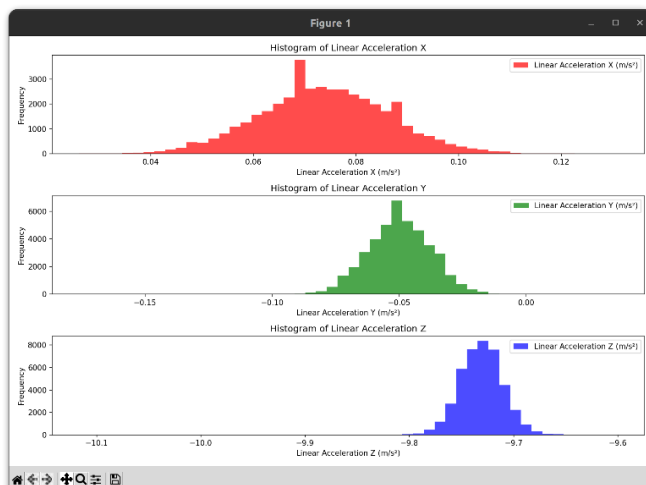 Figure 1
Histogram of Linear Acceleration X
Linear Acceleration X (m/s²)
Frequency
3000
2000
1000
0
0.04 0.06 0.08 0.10 0.12
Linear Acceleration X (m/s²)
Histogram of Linear Acceleration Y
Linear Acceleration Y (m/s²)
Frequency
6000
4000
2000
0
−0.15 −0.10 −0.05 0.00
Linear Acceleration Y (m/s²)
Histogram of Linear Acceleration Z
Linear Acceleration Z (m/s²)
Frequency
8000
6000
4000
2000
0
−10.1 −10.0 −9.9 −9.8 −9.7 −9.6
Linear Acceleration Z (m/s²)